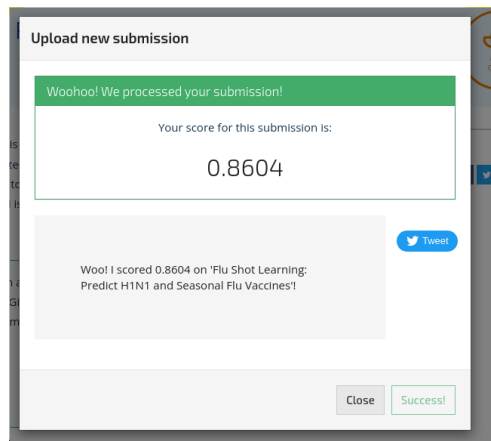 Upload new submission
Woohoo! We processed your submission!
Your score for this submission is:
0.8604
Tweet
Woo! I scored 0.8604 on 'Flu Shot Learning:
Predict H1N1 and Seasonal Flu Vaccines'!
Close
Success!